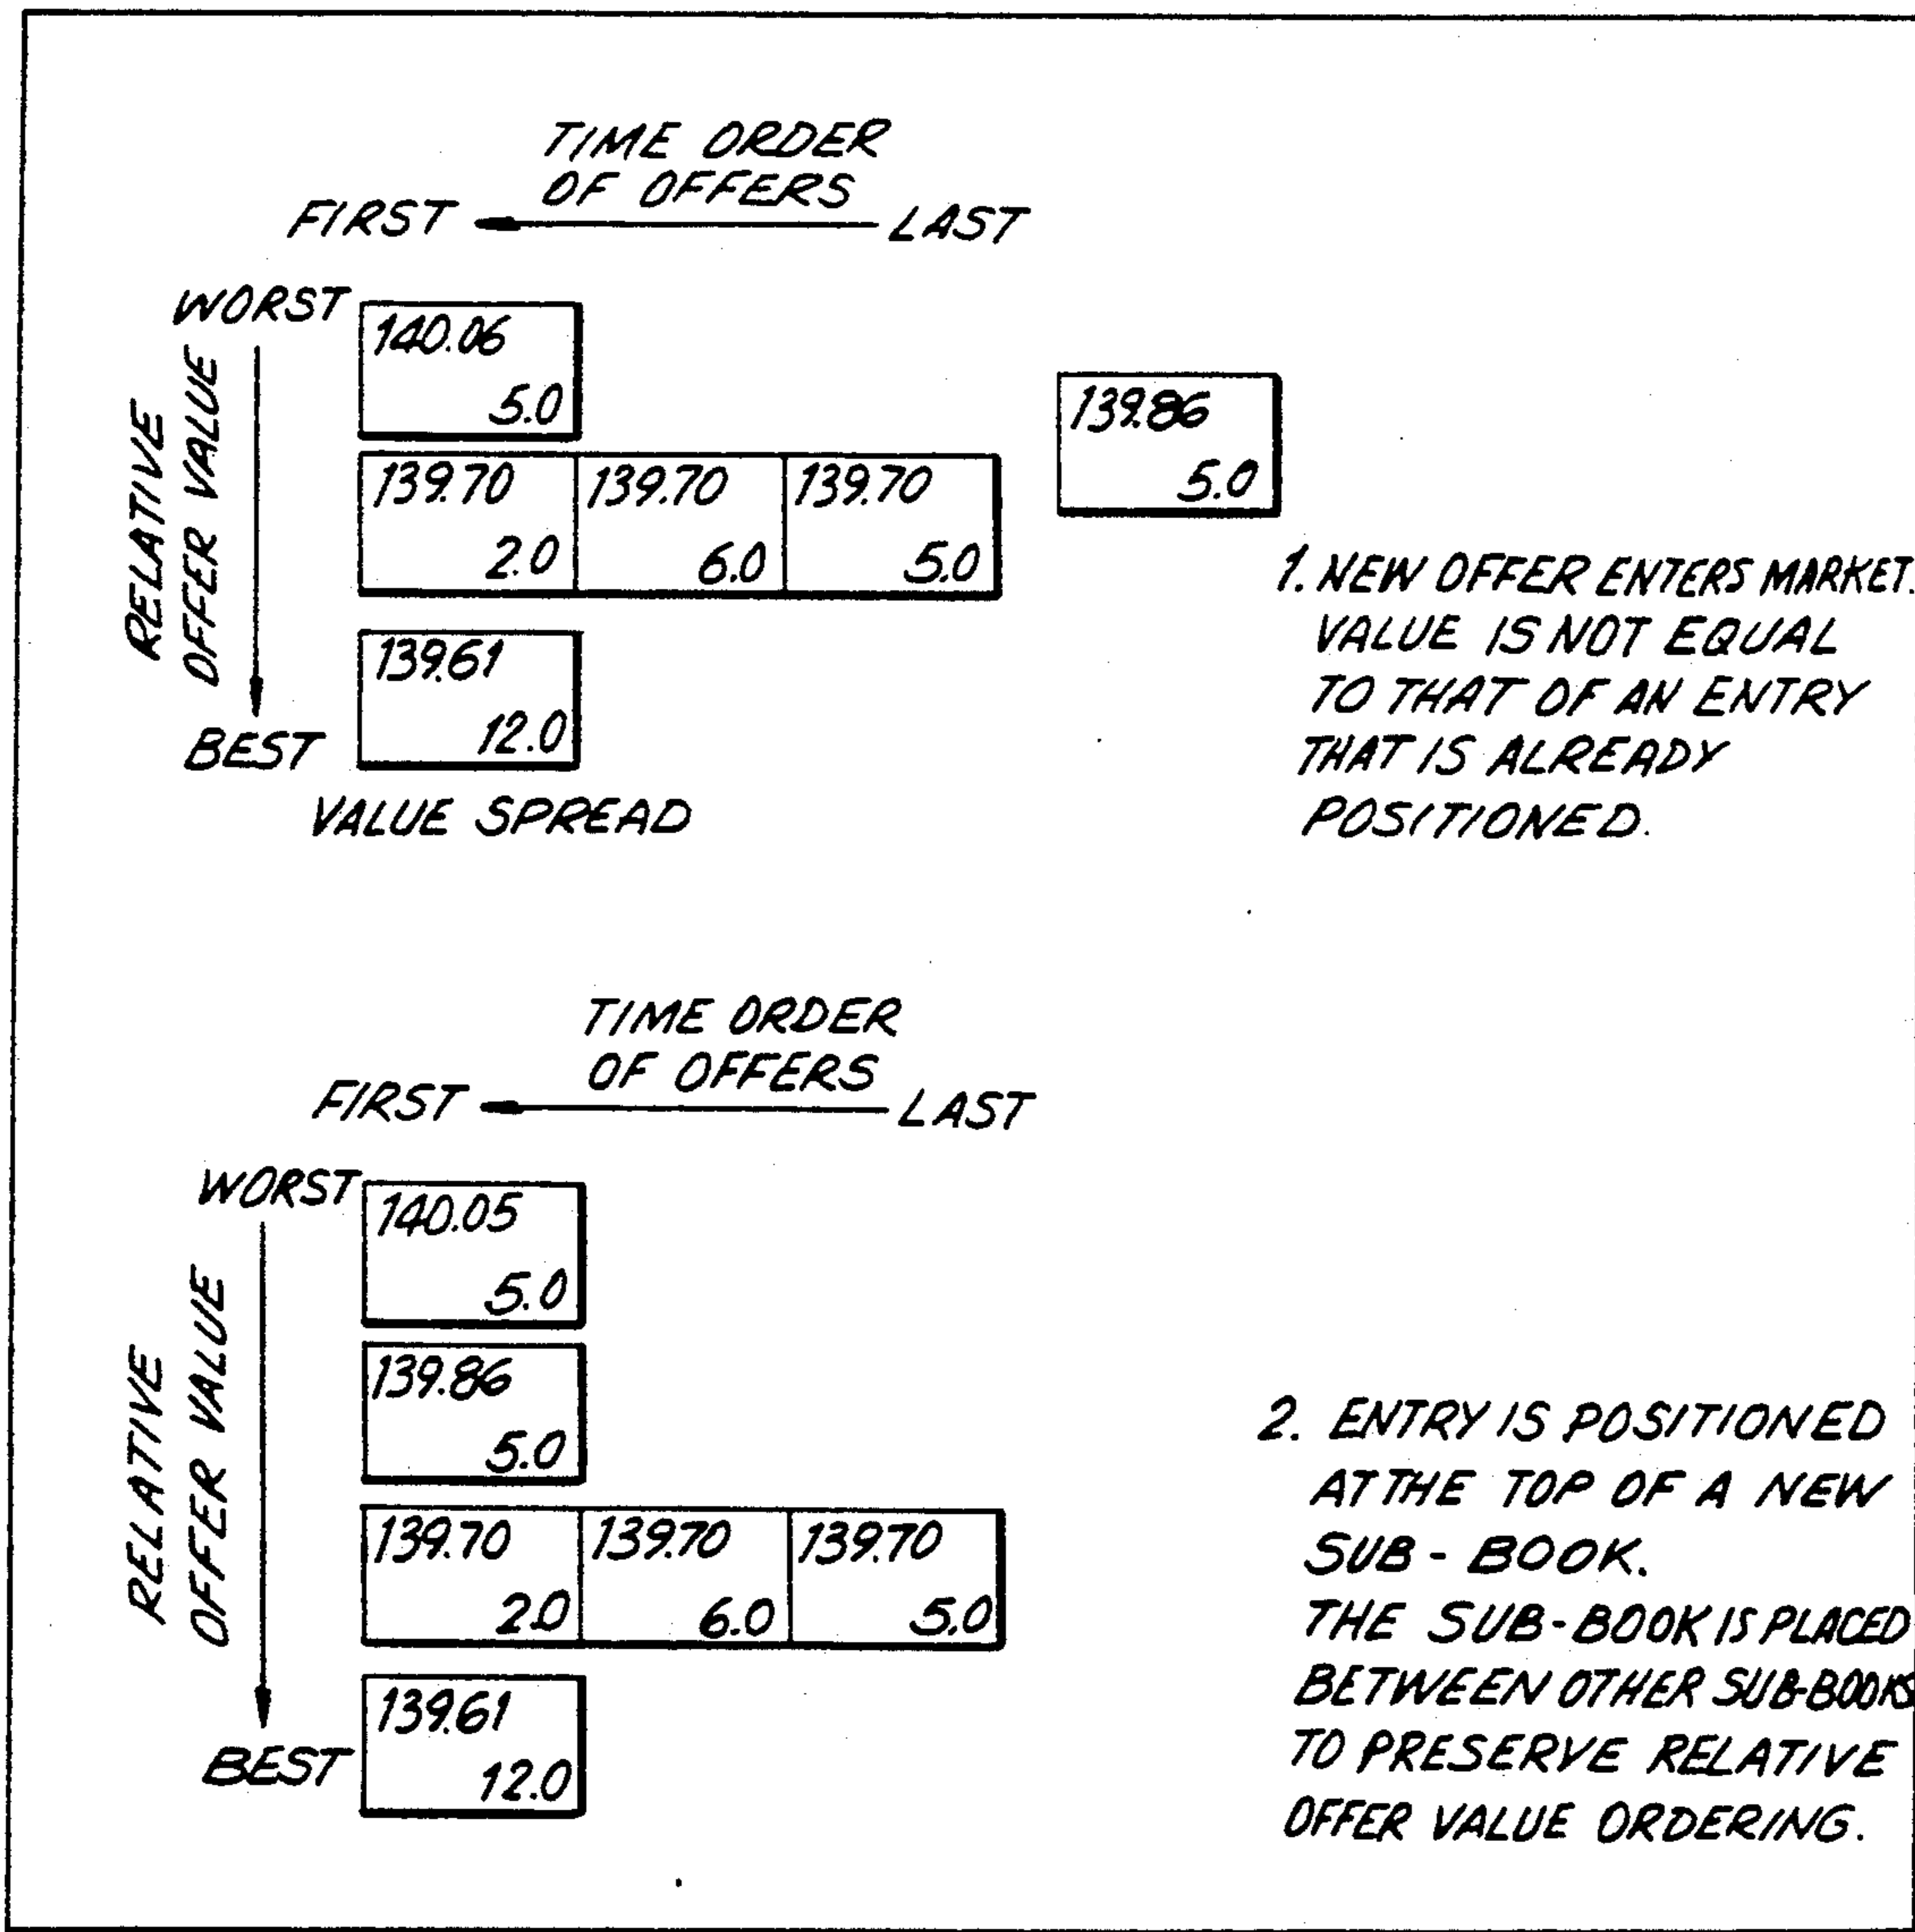 TIME ORDER
OF OFFERS
FIRST LAST
WORST
RELATIVE
OFFER VALUE
BEST
140.06
5.0
139.70 139.70 139.70
2.0 6.0 5.0
139.61
12.0
VALUE SPREAD
139.86
5.0
1. NEW OFFER ENTERS MARKET.
VALUE IS NOT EQUAL
TO THAT OF AN ENTRY
THAT IS ALREADY
POSITIONED.
TIME ORDER
OF OFFERS
FIRST LAST
WORST
RELATIVE
OFFER VALUE
BEST
140.05
5.0
139.86
5.0
139.70 139.70 139.70
2.0 6.0 5.0
139.61
12.0
2. ENTRY IS POSITIONED
AT THE TOP OF A NEW
SUB-BOOK.
THE SUB-BOOK IS PLACED
BETWEEN OTHER SUB-BOOKS
TO PRESERVE RELATIVE
OFFER VALUE ORDERING.